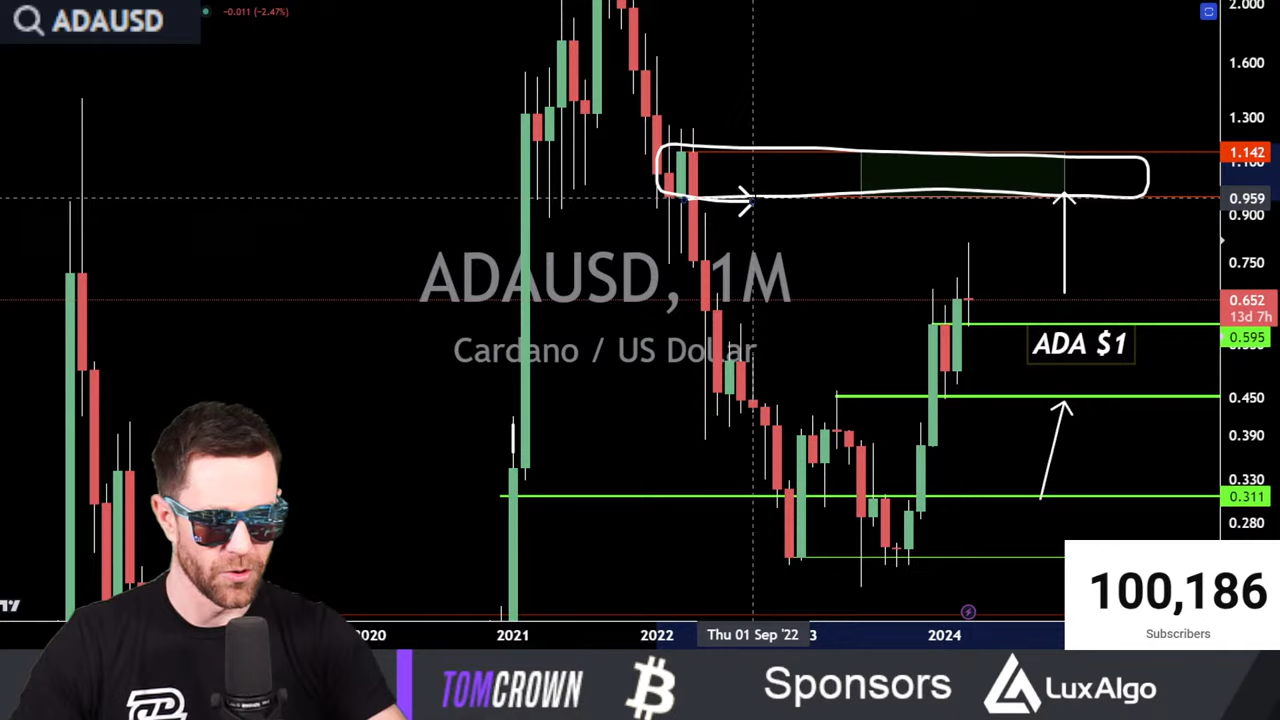 ADAUSD
-0.011 (-2.47%)
2.000
1.600
1.300
1.142
0.959
0.900
0.750
ADAUSD, 1M
Cardano / US Dollar
0.652
13d 7h
0.595
ADA $1
0.450
0.390
0.330
0.311
0.280
100,186
Subscribers
2020
2021
2022
Thu 01 Sep '22
3
2024
TOMCROWN
Sponsors
LuxAlgo